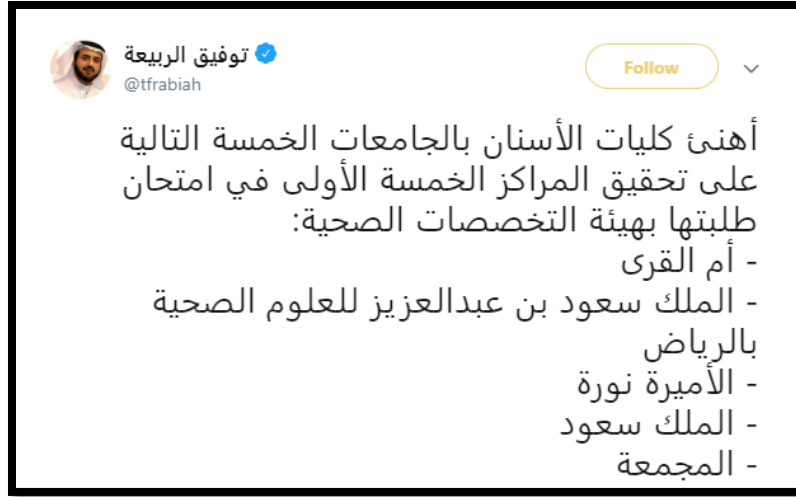 توفيق الربيعة
@tfrabiah
Follow
أهنئ كليات الأسنان بالجامعات الخمسة التالية
على تحقيق المراكز الخمسة الأولى في امتحان
طلبتها بهيئة التخصصات الصحية:
- أم القرى
- الملك سعود بن عبدالعزيز للعلوم الصحية
بالرياض
- الأميرة نورة
- الملك سعود
- المجمعة